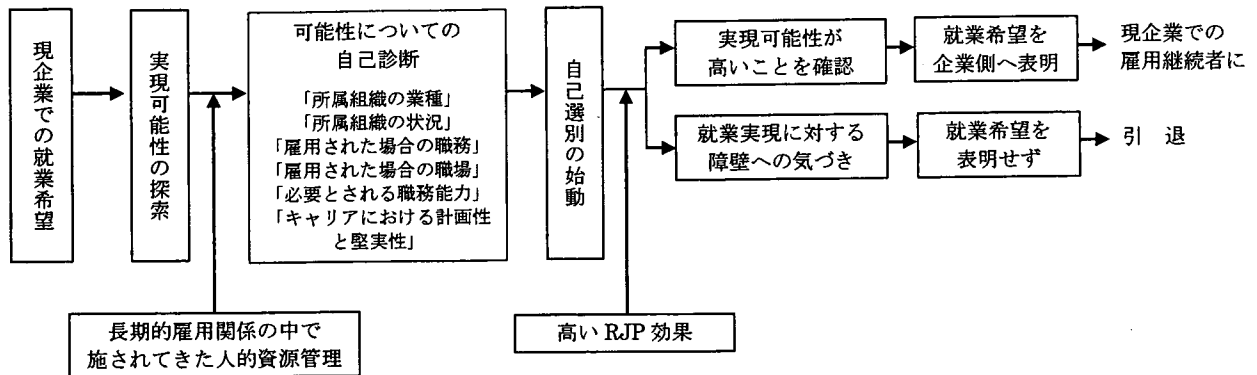 現企業での就業希望
実現可能性の探索
可能性についての
自己診断
「所属組織の業種」
「所属組織の状況」
「雇用された場合の職務」
「雇用された場合の職場」
「必要とされる職務能力」
「キャリアにおける計画性
と堅実性」
自己選別の始動
実現可能性が
高いことを確認
就業希望を
企業側へ表明
現企業での
雇用継続者に
就業実現に対する
障壁への気づき
就業希望を
表明せず
引 退
長期的雇用関係の中で
施されてきた人的資源管理
高い RJP 効果